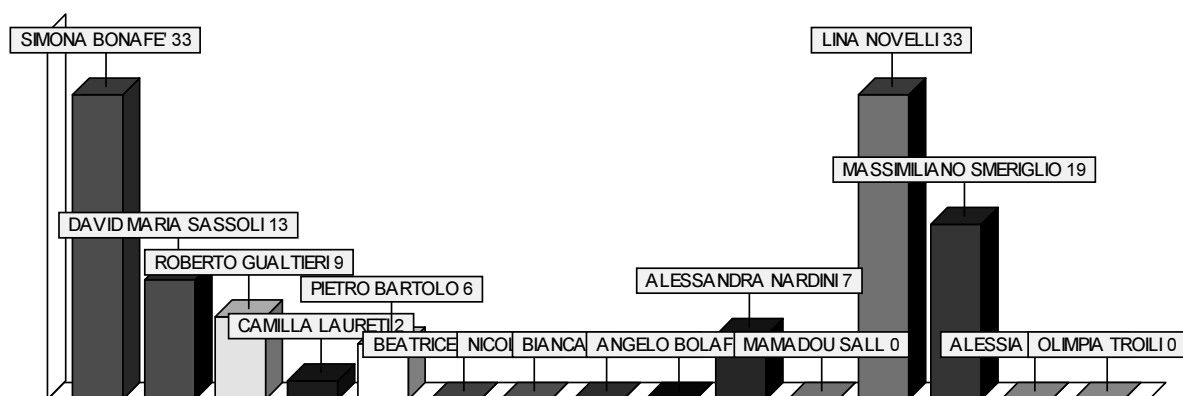 SIMONA BONAFE' 33
DAVID MARIA SASSOLI 13
ROBERTO GUALTIERI 9
CAMILLA LAURETI 2
PIETRO BARTOLO 6
BEATRICE
BIANCA
ANGELO
ALESSANDRA NARDINI 7
MAMADOU SALL 0
LINA NOVELLI 33
MASSIMILIANO SMERIGLIO 19
ALESSIA
OLIMPIA TROILI 0